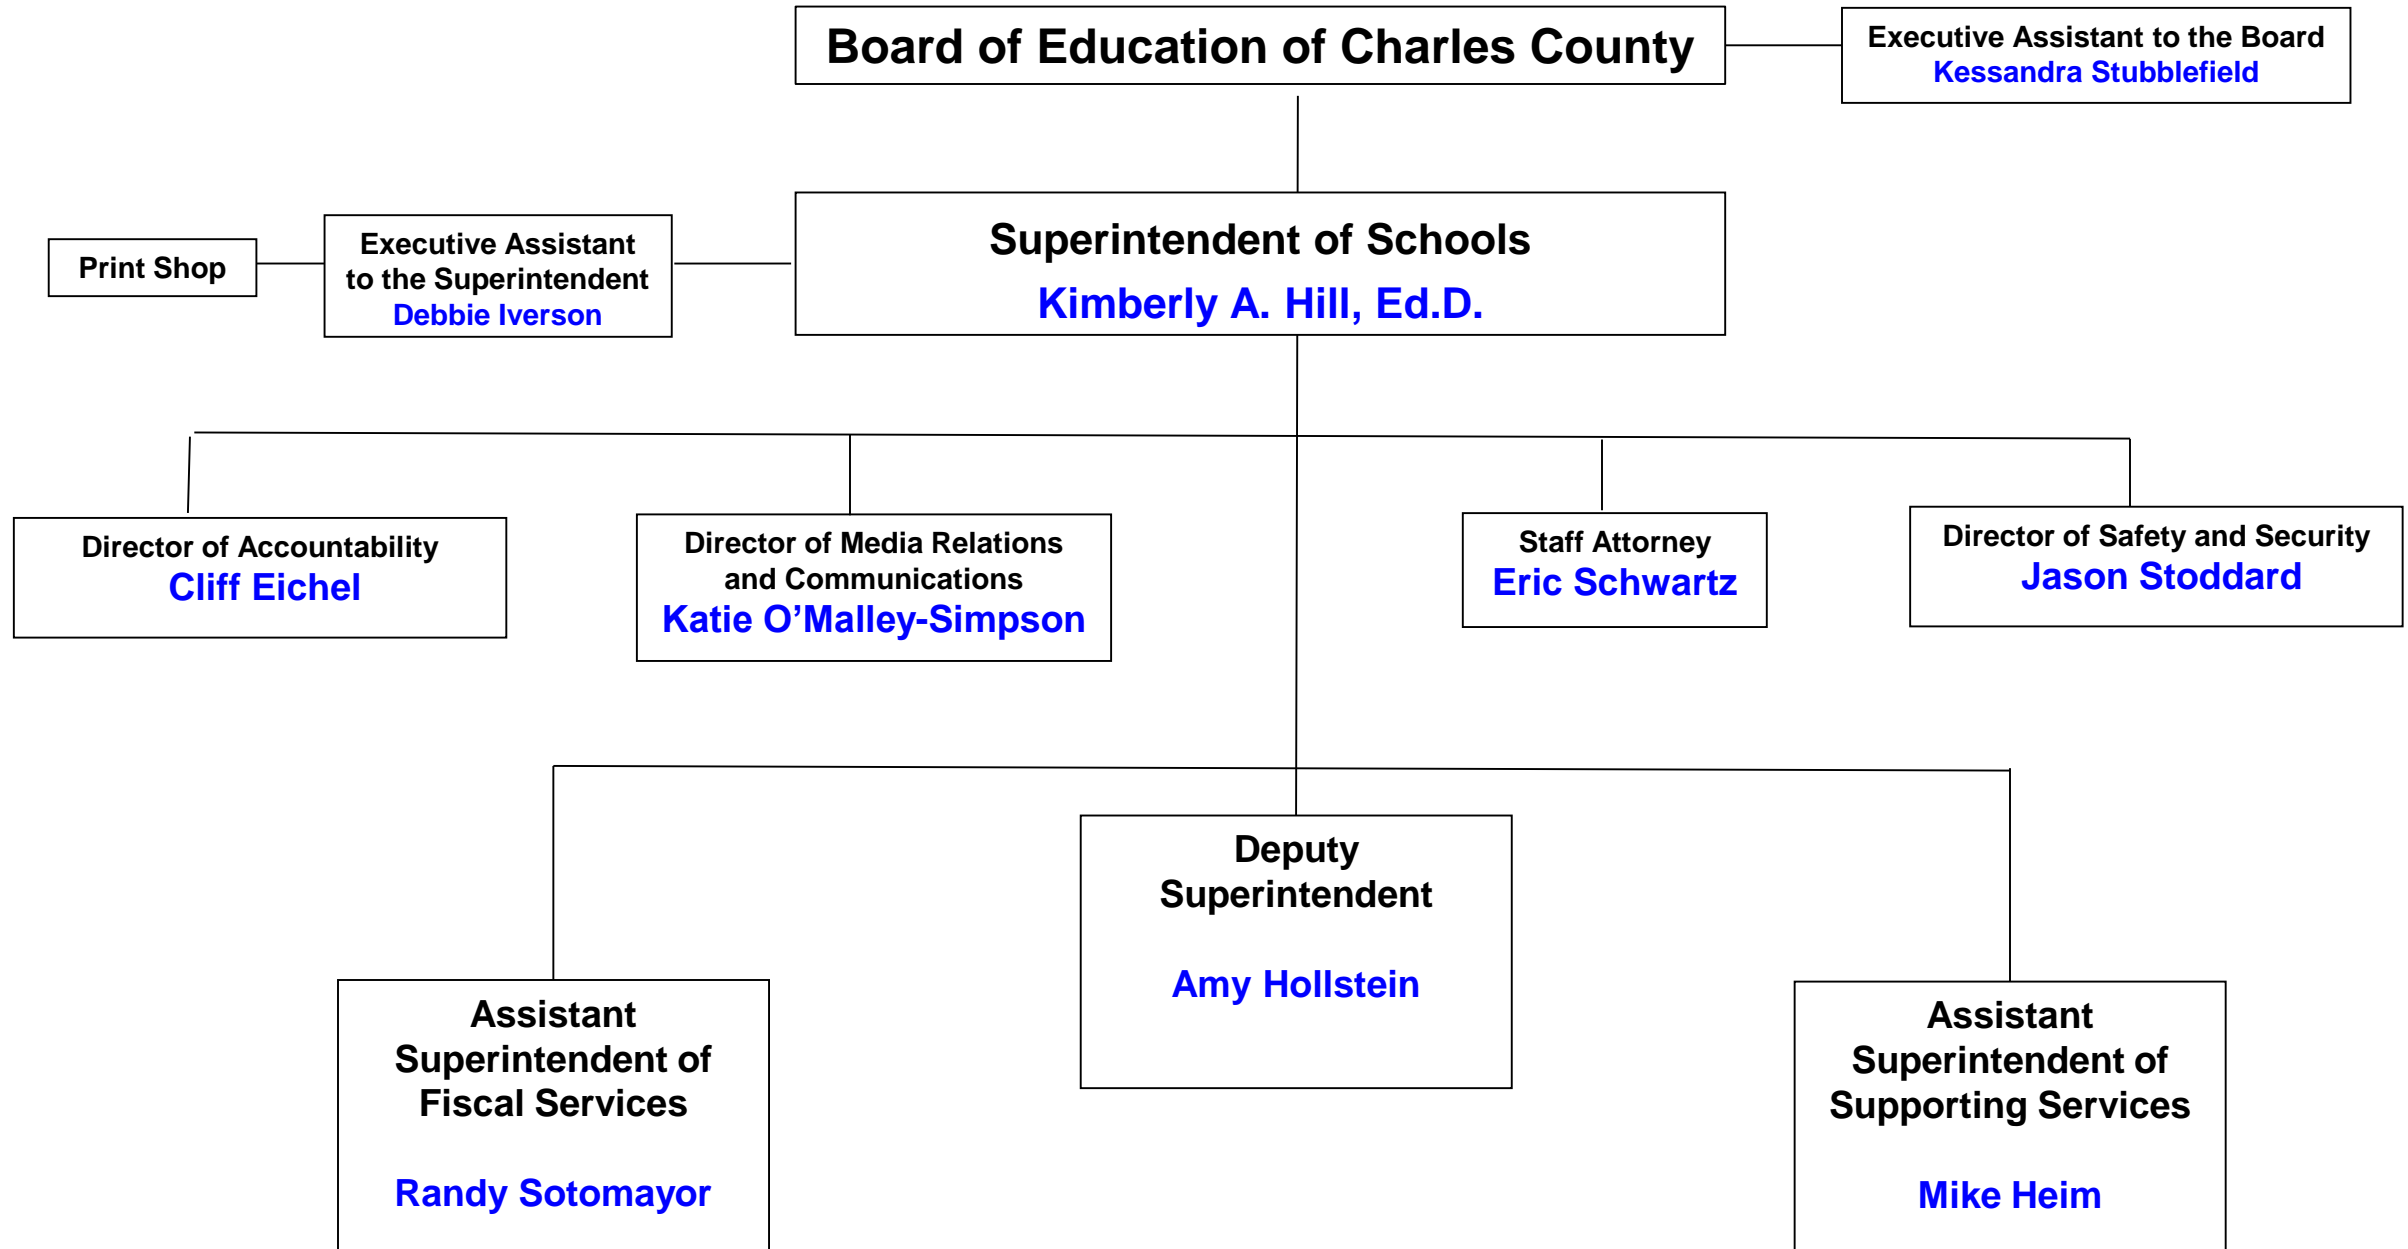 Board of Education of Charles County
Executive Assistant to the Board
Kessandra Stubblefield
Print Shop
Executive Assistant
to the Superintendent
Debbie Iverson
Superintendent of Schools
Kimberly A. Hill, Ed.D.
Director of Accountability
Cliff Eichel
Director of Media Relations
and Communications
Katie O’Malley-Simpson
Staff Attorney
Eric Schwartz
Director of Safety and Security
Jason Stoddard
Deputy
Superintendent
Amy Hollstein
Assistant
Superintendent of
Fiscal Services
Randy Sotomayor
Assistant
Superintendent of
Supporting Services
Mike Heim